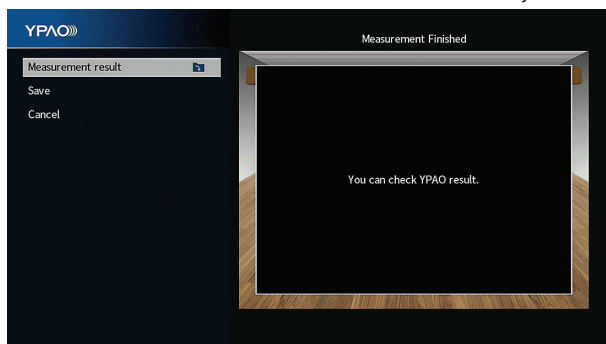 YPAO
Measurement Finished
Measurement result
Save
Cancel
You can check YPAO result.